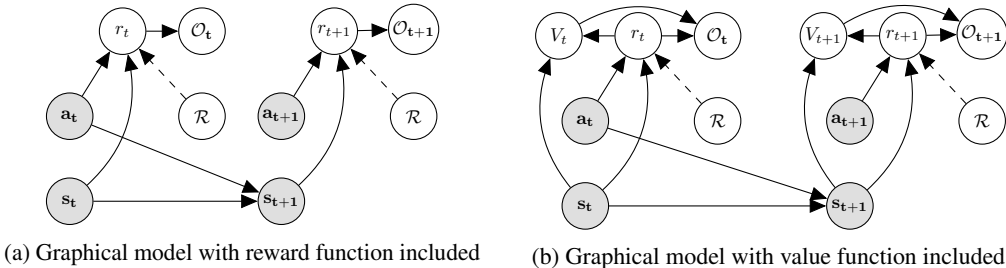 r_t O_t r_{t+1} O_{t+1} V_t r_t O_t V_{t+1} r_{t+1} O_{t+1}
a_t R a_{t+1} R a_t R a_{t+1} R
s_t s_{t+1} s_t s_{t+1}
(a) Graphical model with reward function included
(b) Graphical model with value function included